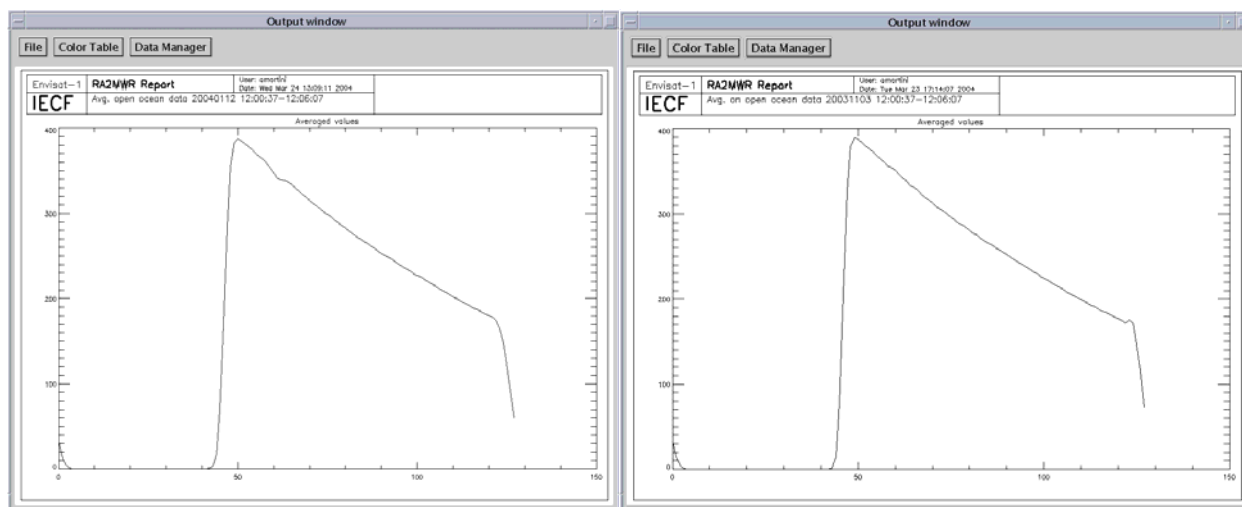 Output window
File Color Table Data Manager
Envisat-1 RA2MWR Report User: amartini
Date: Wed Mar 24 13:09:11 2004
IECF Avg. open ocean data 20040112 12:00:37-12:06:07
Averaged values
400
300
200
100
0
0 50 100 150
Output window
File Color Table Data Manager
Envisat-1 RA2MWR Report User: amartini
Date: Tue Mar 23 17:14:07 2004
IECF Avg. on open ocean data 20031103 12:00:37-12:06:07
Averaged values
400
300
200
100
0
0 50 100 150